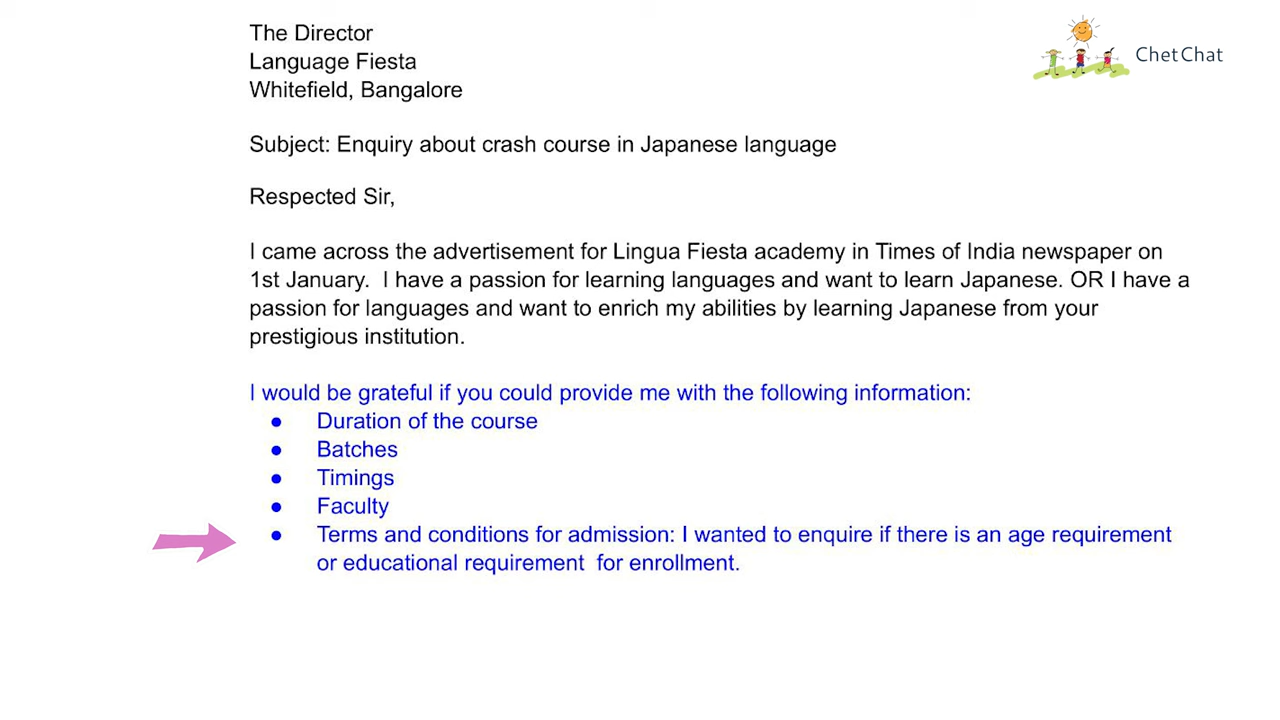 The Director
Language Fiesta
Whitefield, Bangalore
ChetChat
Subject: Enquiry about crash course in Japanese language
Respected Sir,
I came across the advertisement for Lingua Fiesta academy in Times of India newspaper on
1st January.  I have a passion for learning languages and want to learn Japanese. OR I have a
passion for languages and want to enrich my abilities by learning Japanese from your
prestigious institution.
I would be grateful if you could provide me with the following information:
● Duration of the course
● Batches
● Timings
● Faculty
● Terms and conditions for admission: I wanted to enquire if there is an age requirement
or educational requirement  for enrollment.